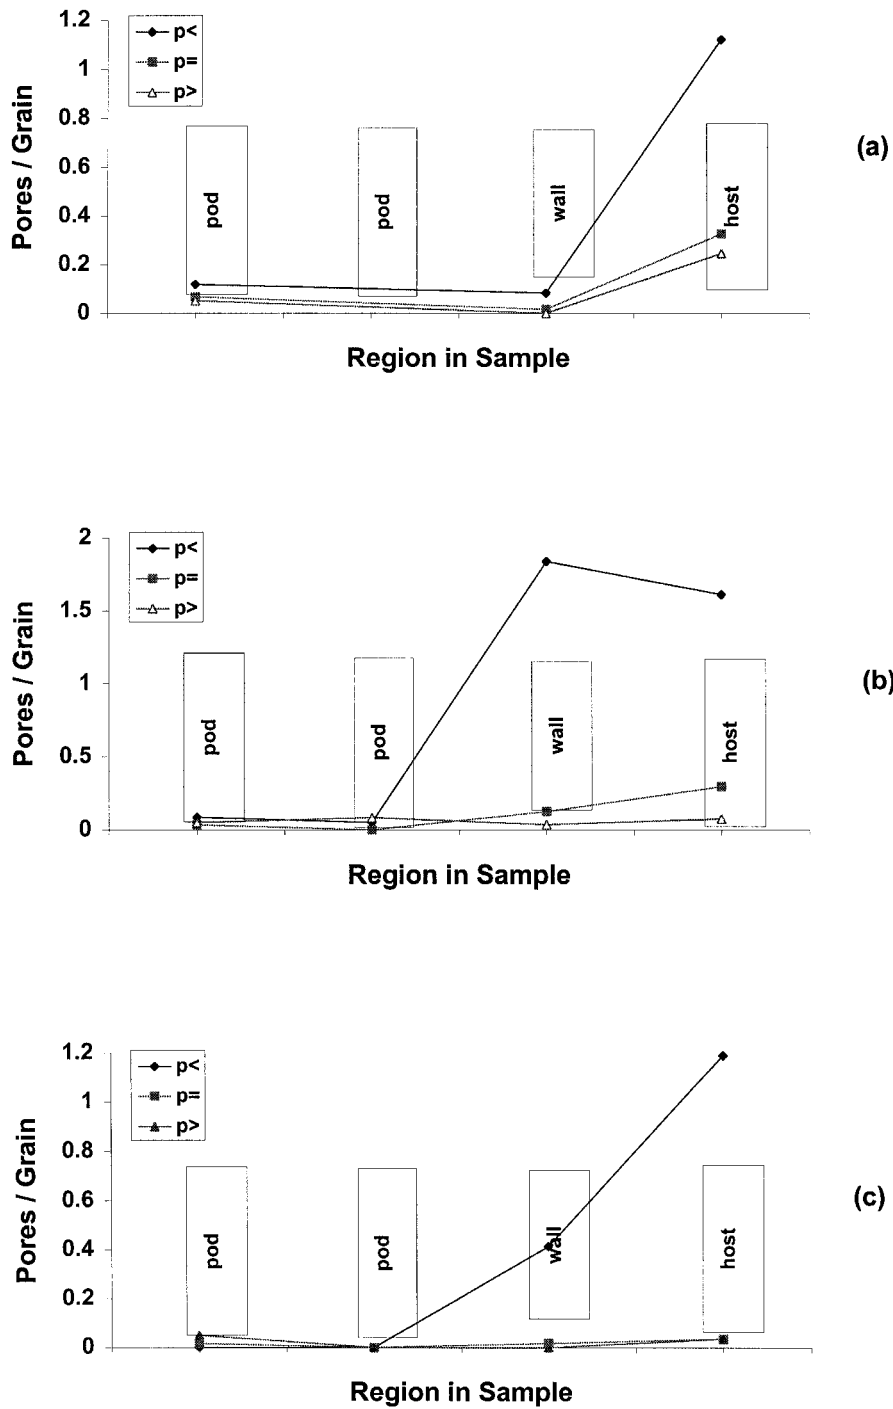 1.2
1
0.8
0.6
0.4
0.2
0
Pores / Grain
p<
p=
p>
pod
pod
wall
host
Region in Sample
(a)
2
1.5
1
0.5
0
Pores / Grain
p<
p=
p>
pod
pod
wall
host
Region in Sample
(b)
1.2
1
0.8
0.6
0.4
0.2
0
Pores / Grain
p<
p=
p>
pod
pod
wall
host
Region in Sample
(c)